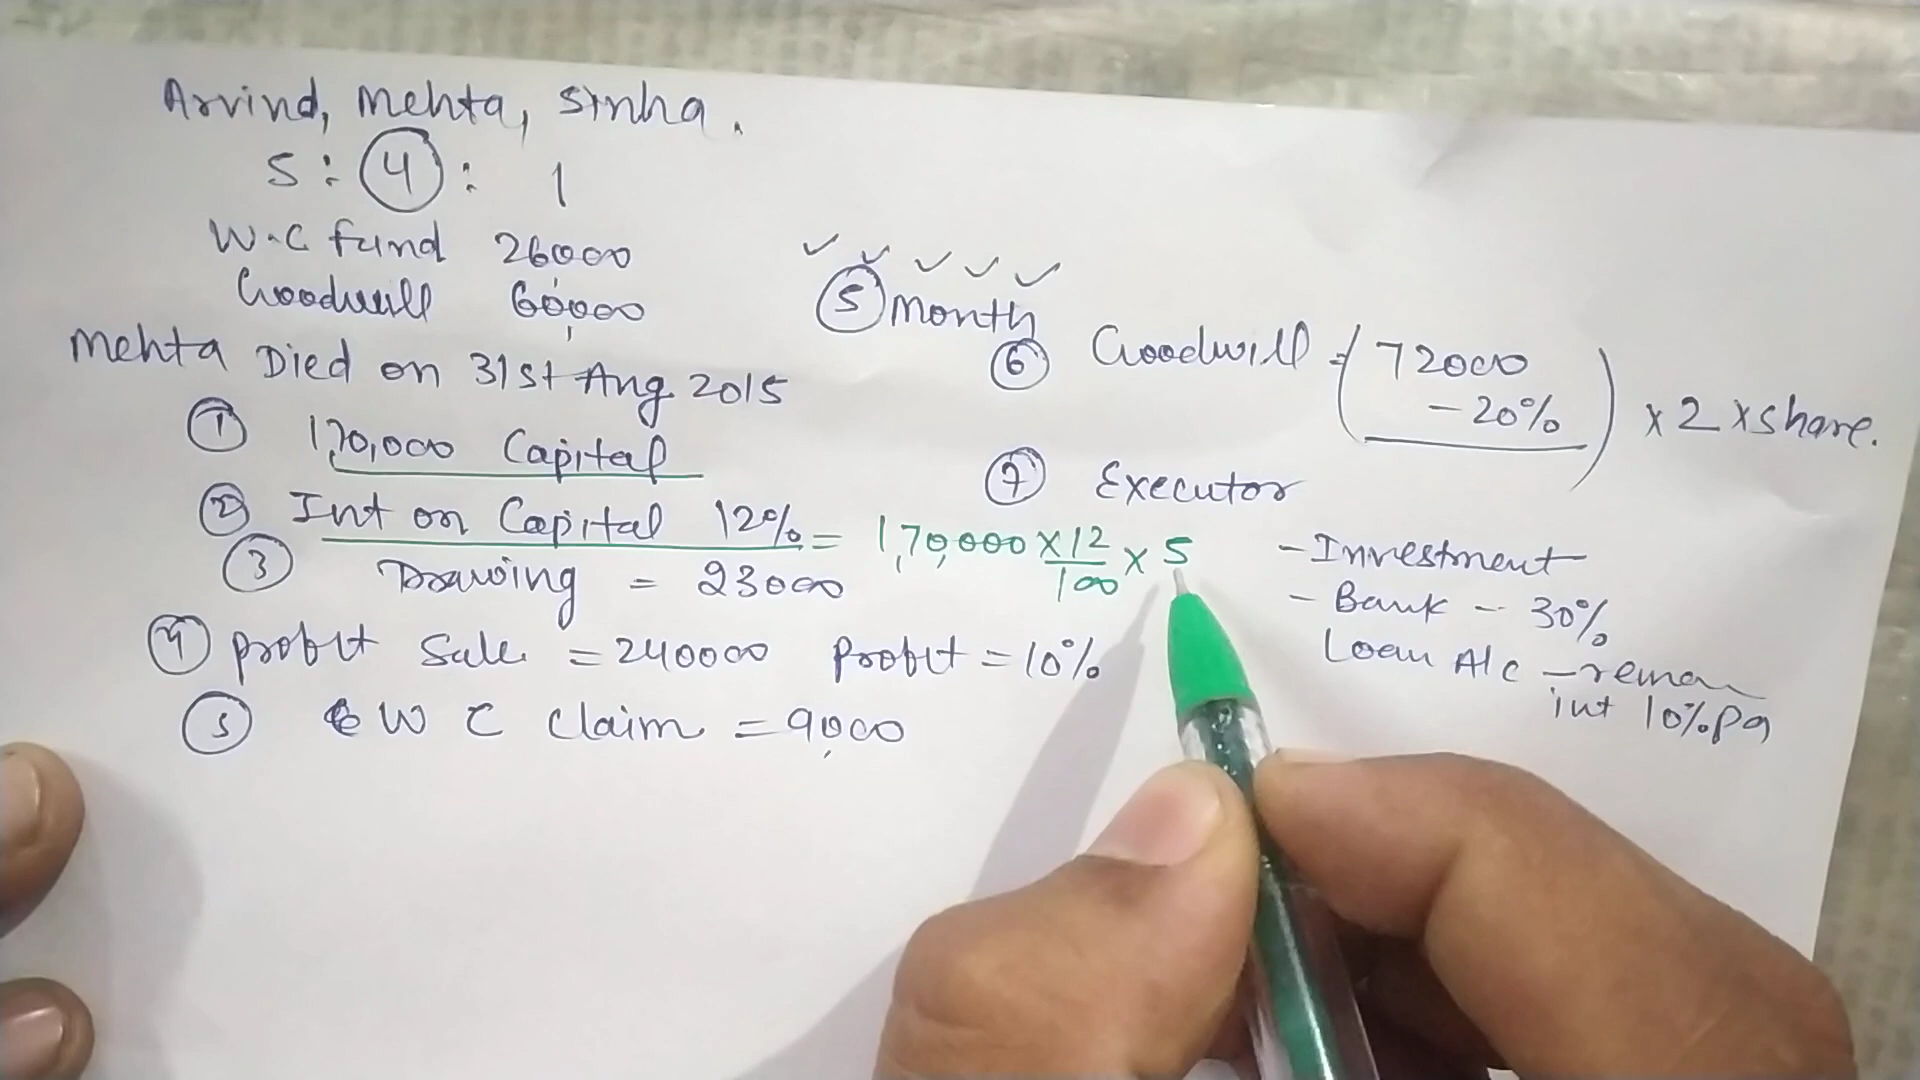 Arvind, Mehta, Sinha.
5 : 4 : 1
W.C fund 26000
Goodwill 60000
5 month
Mehta Died on 31st Aug 2015
1 170,000 Capital
2 Int on Capital 12% = 1,70,000 × 12/100 × 5
3 Drawing = 23000
4 profit Sale = 240000 Profit = 10%
5 W C Claim = 9000
6 Goodwill = (72000 - 20%) × 2 × share.
7 Executor
- Investment
- Bank - 30%
Loan A/c - reman
int 10% pa